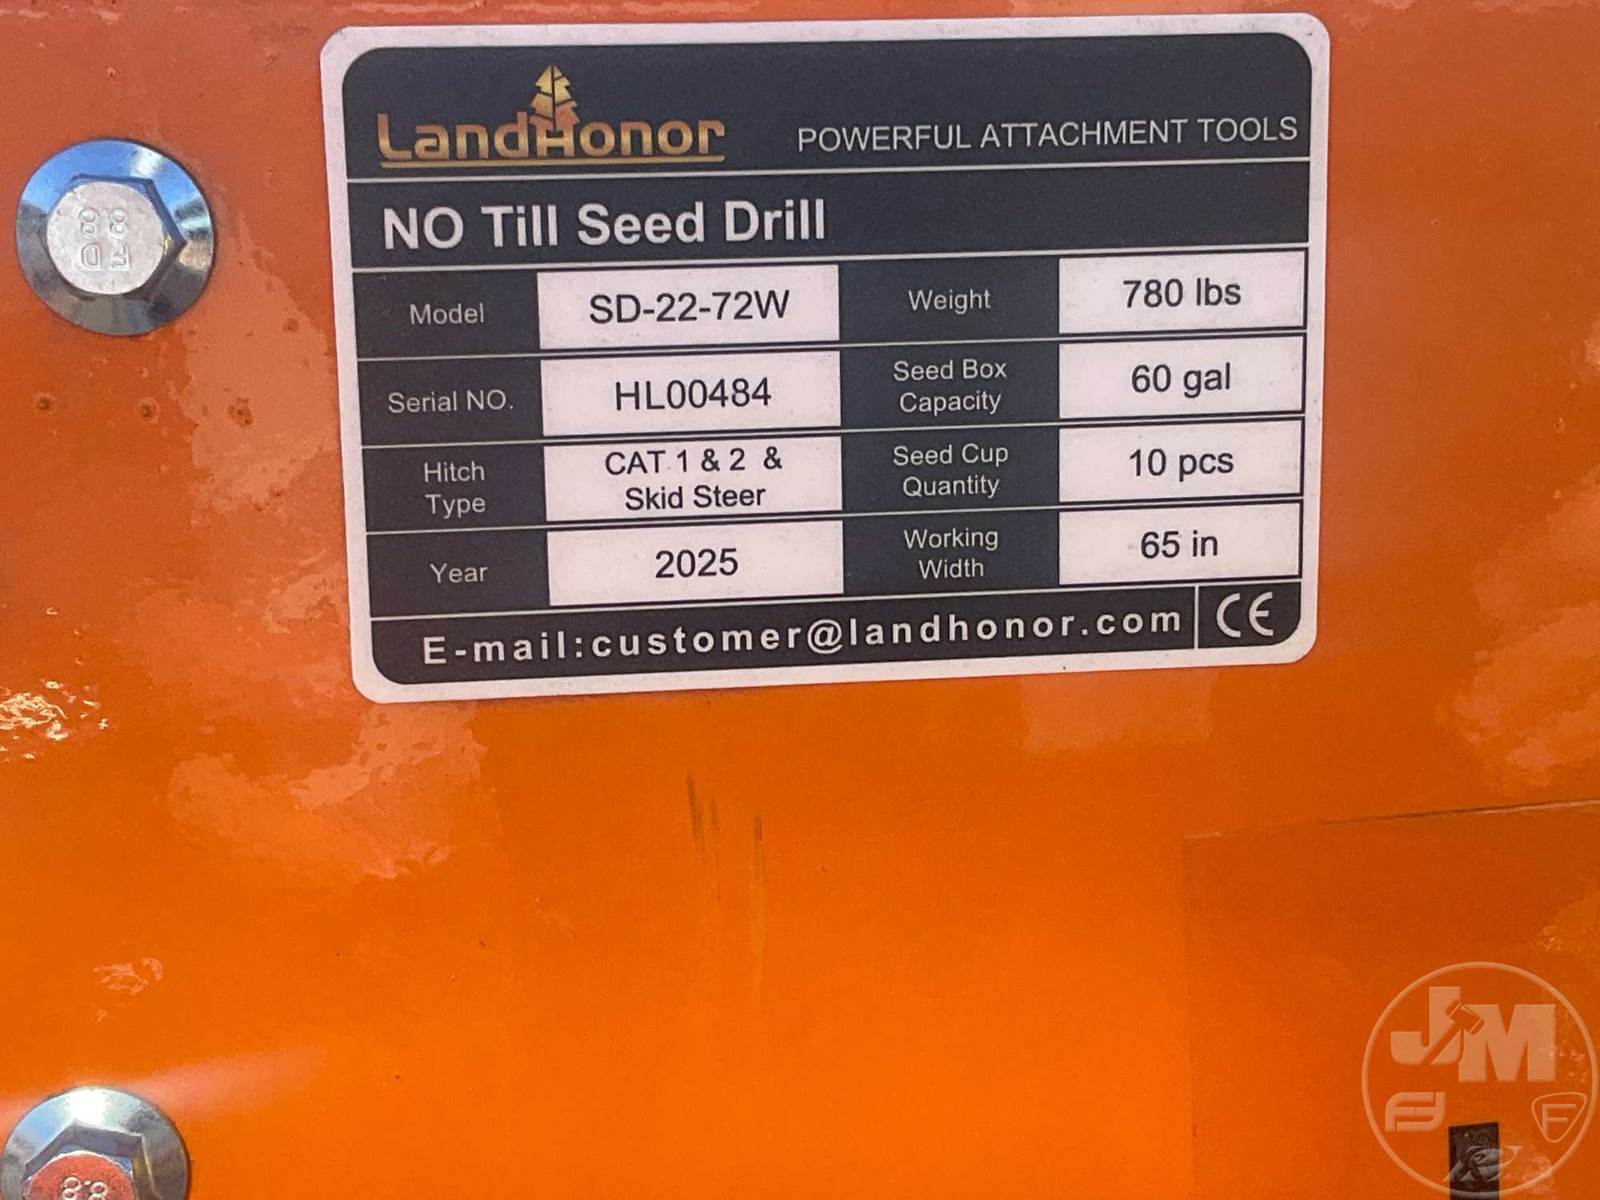 LandHonor
POWERFUL ATTACHMENT TOOLS
NO Till Seed Drill
Model SD-22-72W Weight 780 lbs
Serial NO. HL00484 Seed Box Capacity 60 gal
Hitch Type CAT 1 & 2 & Skid Steer Seed Cup Quantity 10 pcs
Year 2025 Working Width 65 in
E-mail:customer@landhonor.com CE
8.8
FD
8.8
JM